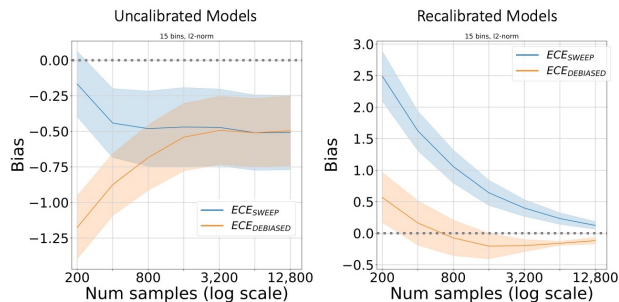 Uncalibrated Models
15 bins, l2-norm
0.00
−0.25
−0.50
−0.75
−1.00
−1.25
Bias
ECE_SWEEP
ECE_DEBIASED
200
800
3,200
12,800
Num samples (log scale)
Recalibrated Models
15 bins, l2-norm
3.0
2.5
2.0
1.5
1.0
0.5
0.0
−0.5
Bias
ECE_SWEEP
ECE_DEBIASED
200
800
3,200
12,800
Num samples (log scale)